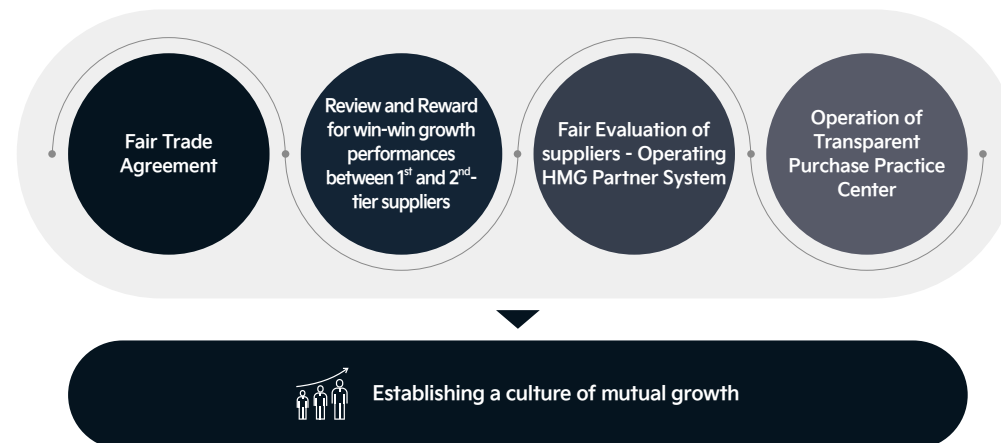 Fair Trade
Agreement
Review and Reward
for win-win growth
performances
between 1st and 2nd-
tier suppliers
Fair Evaluation of
suppliers - Operating
HMG Partner System
Operation of
Transparent
Purchase Practice
Center
Establishing a culture of mutual growth